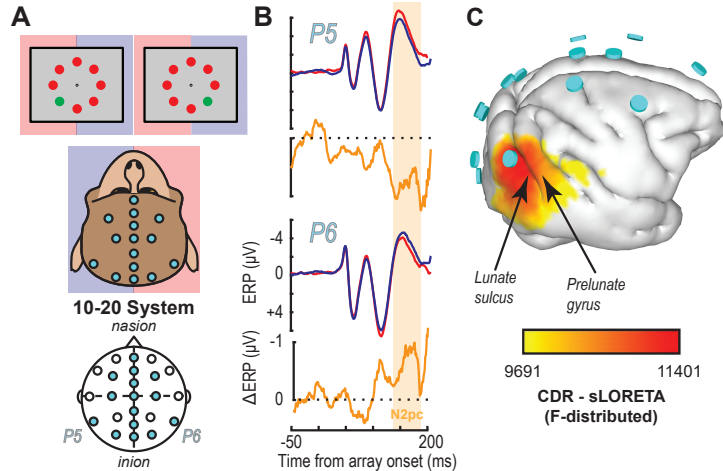 A
10-20 System
nasion
P5
P6
inion
B
P5
P6
-4
0
+4
ERP (µV)
-1
0
ΔERP (µV)
N2pc
-50
200
Time from array onset (ms)
C
Lunate
sulcus
Prelunate
gyrus
9691
11401
CDR - sLORETA
(F-distributed)